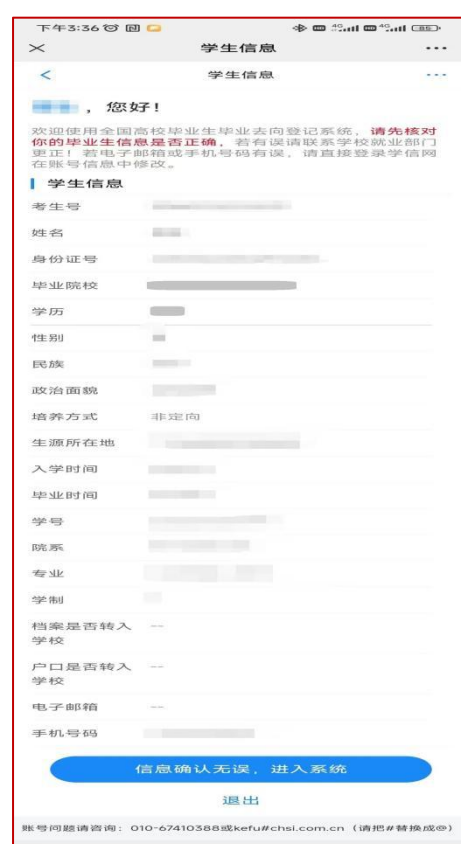 下午3:36
4G 4G 85
学生信息
学生信息
，您好！
欢迎使用全国高校毕业生毕业去向登记系统，请先核对
你的毕业生信息是否正确，若有误请联系学校就业部门
更正！若电子邮箱或手机号码有误，请直接登录学信网
在账号信息中修改。
学生信息
考生号
姓名
身份证号
毕业院校
学历
性别
民族
政治面貌
培养方式 非定向
生源所在地
入学时间
毕业时间
学号
院系
专业
学制
档案是否转入 --
学校
户口是否转入 --
学校
电子邮箱 --
手机号码
信息确认无误，进入系统
退出
账号问题请咨询：010-67410388或kefu#chsi.com.cn（请把#替换成@）